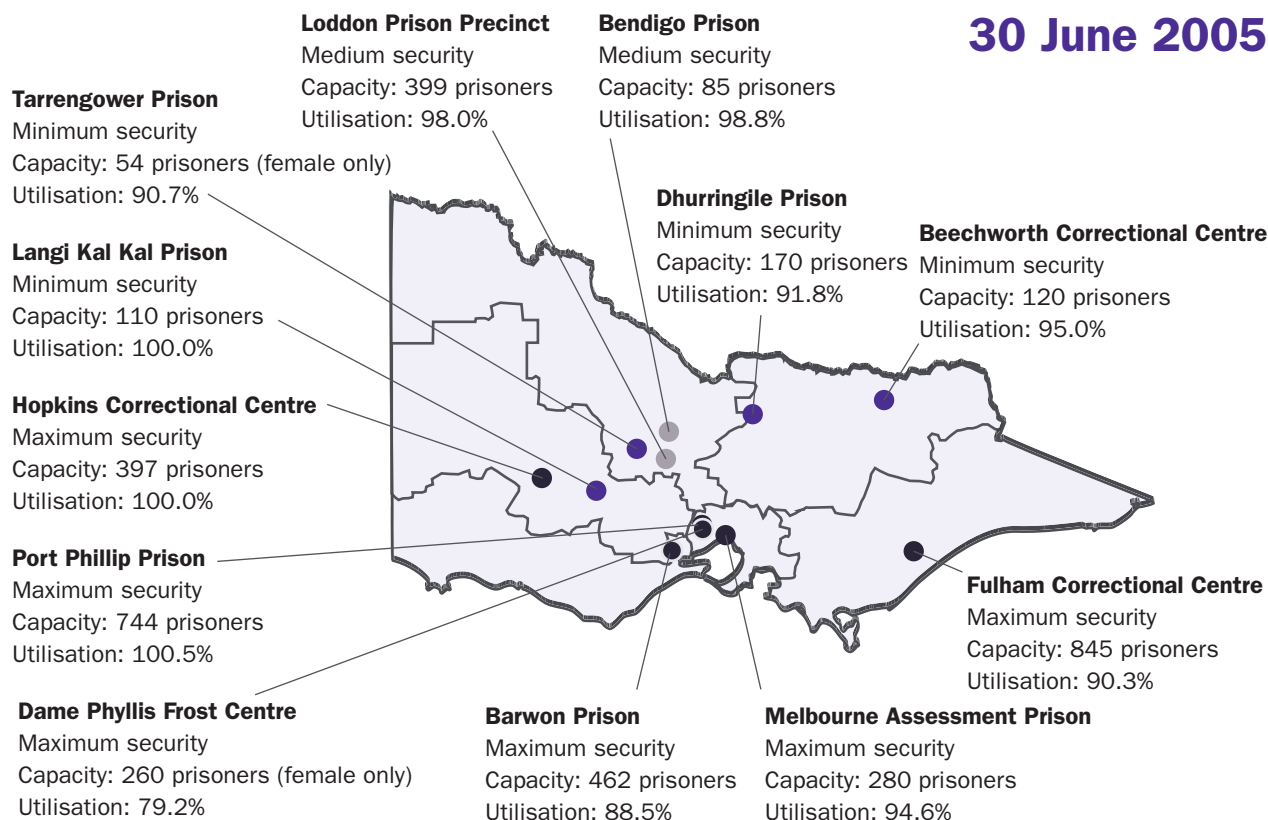 30 June 2005
Loddon Prison Precinct
Medium security
Capacity: 399 prisoners
Utilisation: 98.0%
Bendigo Prison
Medium security
Capacity: 85 prisoners
Utilisation: 98.8%
Tarrengower Prison
Minimum security
Capacity: 54 prisoners (female only)
Utilisation: 90.7%
Dhurringile Prison
Minimum security
Capacity: 170 prisoners
Utilisation: 91.8%
Beechworth Correctional Centre
Minimum security
Capacity: 120 prisoners
Utilisation: 95.0%
Langi Kal Kal Prison
Minimum security
Capacity: 110 prisoners
Utilisation: 100.0%
Hopkins Correctional Centre
Maximum security
Capacity: 397 prisoners
Utilisation: 100.0%
Port Phillip Prison
Maximum security
Capacity: 744 prisoners
Utilisation: 100.5%
Fulham Correctional Centre
Maximum security
Capacity: 845 prisoners
Utilisation: 90.3%
Dame Phyllis Frost Centre
Maximum security
Capacity: 260 prisoners (female only)
Utilisation: 79.2%
Barwon Prison
Maximum security
Capacity: 462 prisoners
Utilisation: 88.5%
Melbourne Assessment Prison
Maximum security
Capacity: 280 prisoners
Utilisation: 94.6%